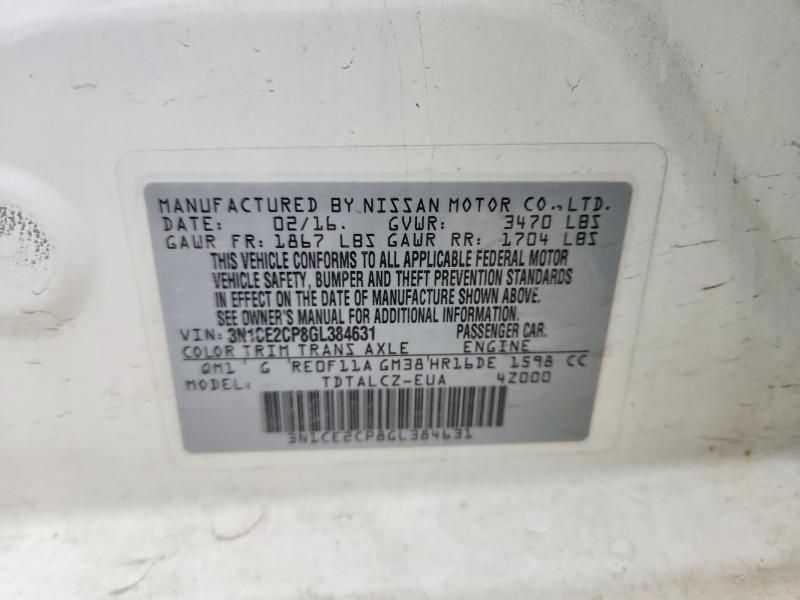 MANUFACTURED BY NISSAN MOTOR CO., LTD.
DATE: 02/16. GVWR: 3470 LBS
GAWR FR: 1867 LBS GAWR RR: 1704 LBS
THIS VEHICLE CONFORMS TO ALL APPLICABLE FEDERAL MOTOR
VEHICLE SAFETY, BUMPER AND THEFT PREVENTION STANDARDS
IN EFFECT ON THE DATE OF MANUFACTURE SHOWN ABOVE.
SEE OWNER'S MANUAL FOR ADDITIONAL INFORMATION.
VIN: 3N1CE2CP8GL384631 PASSENGER CAR.
COLOR TRIM TRANS AXLE ENGINE
QM1 G RE0F11A GM38 HR16DE 1598 CC
MODEL: TDTALCZ-EUA 4Z000
3N1CE2CP8GL384631